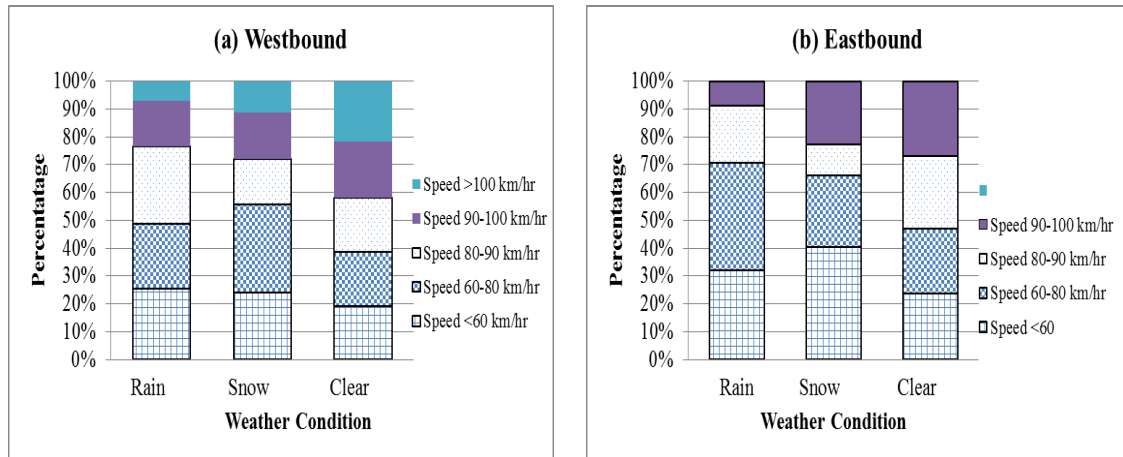 (a) Westbound
100%
90%
80%
70%
60%
50%
40%
30%
20%
10%
0%
Percentatage
Rain Snow Clear
Weather Condition
Speed >100 km/hr
Speed 90-100 km/hr
Speed 80-90 km/hr
Speed 60-80 km/hr
Speed <60 km/hr
(b) Eastbound
100%
90%
80%
70%
60%
50%
40%
30%
20%
10%
0%
Percentatage
Rain Snow Clear
Weather Condition
Speed 90-100 km/hr
Speed 80-90 km/hr
Speed 60-80 km/hr
Speed <60